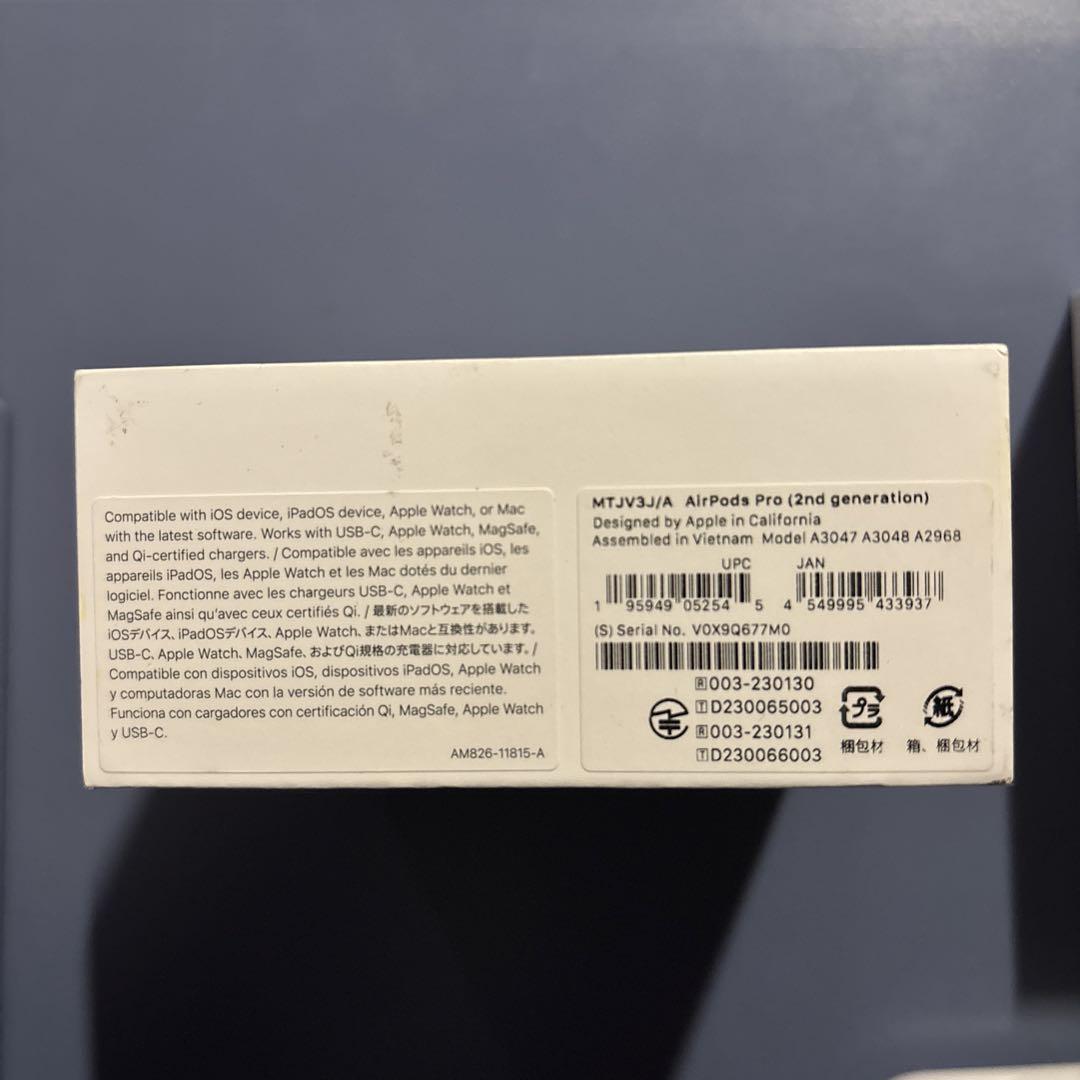 Compatible with iOS device, iPadOS device, Apple Watch, or Mac
with the latest software. Works with USB-C, Apple Watch, MagSafe,
and Qi-certified chargers. / Compatible avec les appareils iOS, les
appareils iPadOS, les Apple Watch et les Mac dotés du dernier
logiciel. Fonctionne avec les chargeurs USB-C, Apple Watch et
MagSafe ainsi qu'avec ceux certifiés Qi. / 最新のソフトウェアを搭載した
iOSデバイス、iPadOSデバイス、Apple Watch、またはMacと互換性があります。
USB-C、Apple Watch、MagSafe、およびQi規格の充電器に対応しています。/
Compatible con dispositivos iOS, dispositivos iPadOS, Apple Watch
y computadoras Mac con la versión de software más reciente.
Funciona con cargadores con certificación Qi, MagSafe, Apple Watch
y USB-C.
AM826-11815-A
MTJV3J/A AirPods Pro (2nd generation)
Designed by Apple in California
Assembled in Vietnam Model A3047 A3048 A2968
UPC JAN
1 95949 05254 5 4 549995 433937
(S) Serial No. V0X9Q677M0
R 003-230130
T D230065003
R 003-230131
T D230066003
プラ
梱包材
紙
箱、梱包材